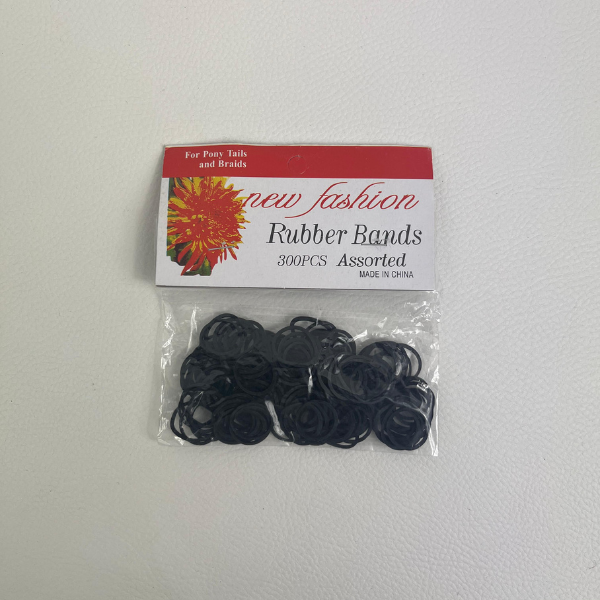 For Pony Tails
and Braids
new fashion
Rubber Bands
300PCS Assorted
MADE IN CHINA